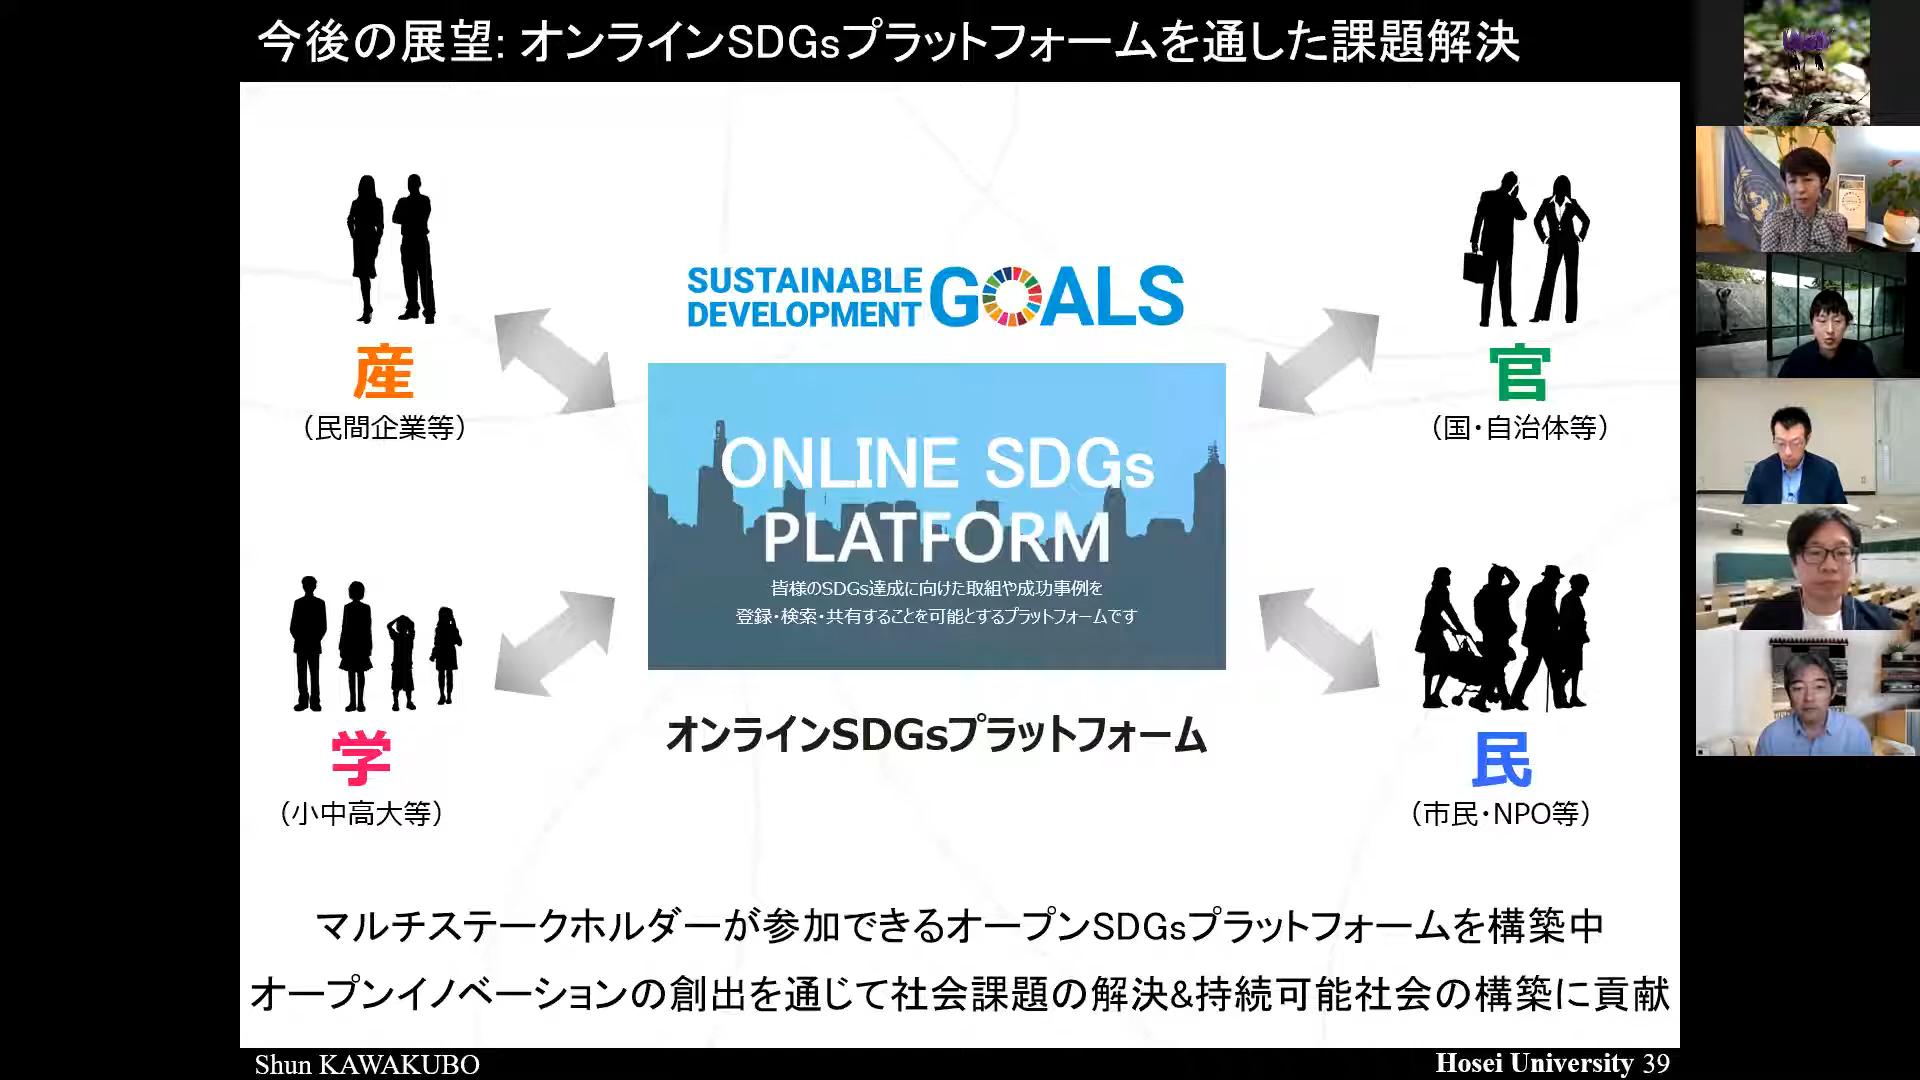 今後の展望: オンラインSDGsプラットフォームを通した課題解決
SUSTAINABLE
DEVELOPMENT
GOALS
産
（民間企業等）
官
（国・自治体等）
ONLINE SDGs
PLATFORM
皆様のSDGs達成に向けた取組や成功事例を
登録・検索・共有することを可能とするプラットフォームです
オンラインSDGsプラットフォーム
学
（小中高大等）
民
（市民・NPO等）
マルチステークホルダーが参加できるオープンSDGsプラットフォームを構築中
オープンイノベーションの創出を通じて社会課題の解決&持続可能社会の構築に貢献
Shun KAWAKUBO
Hosei University 39